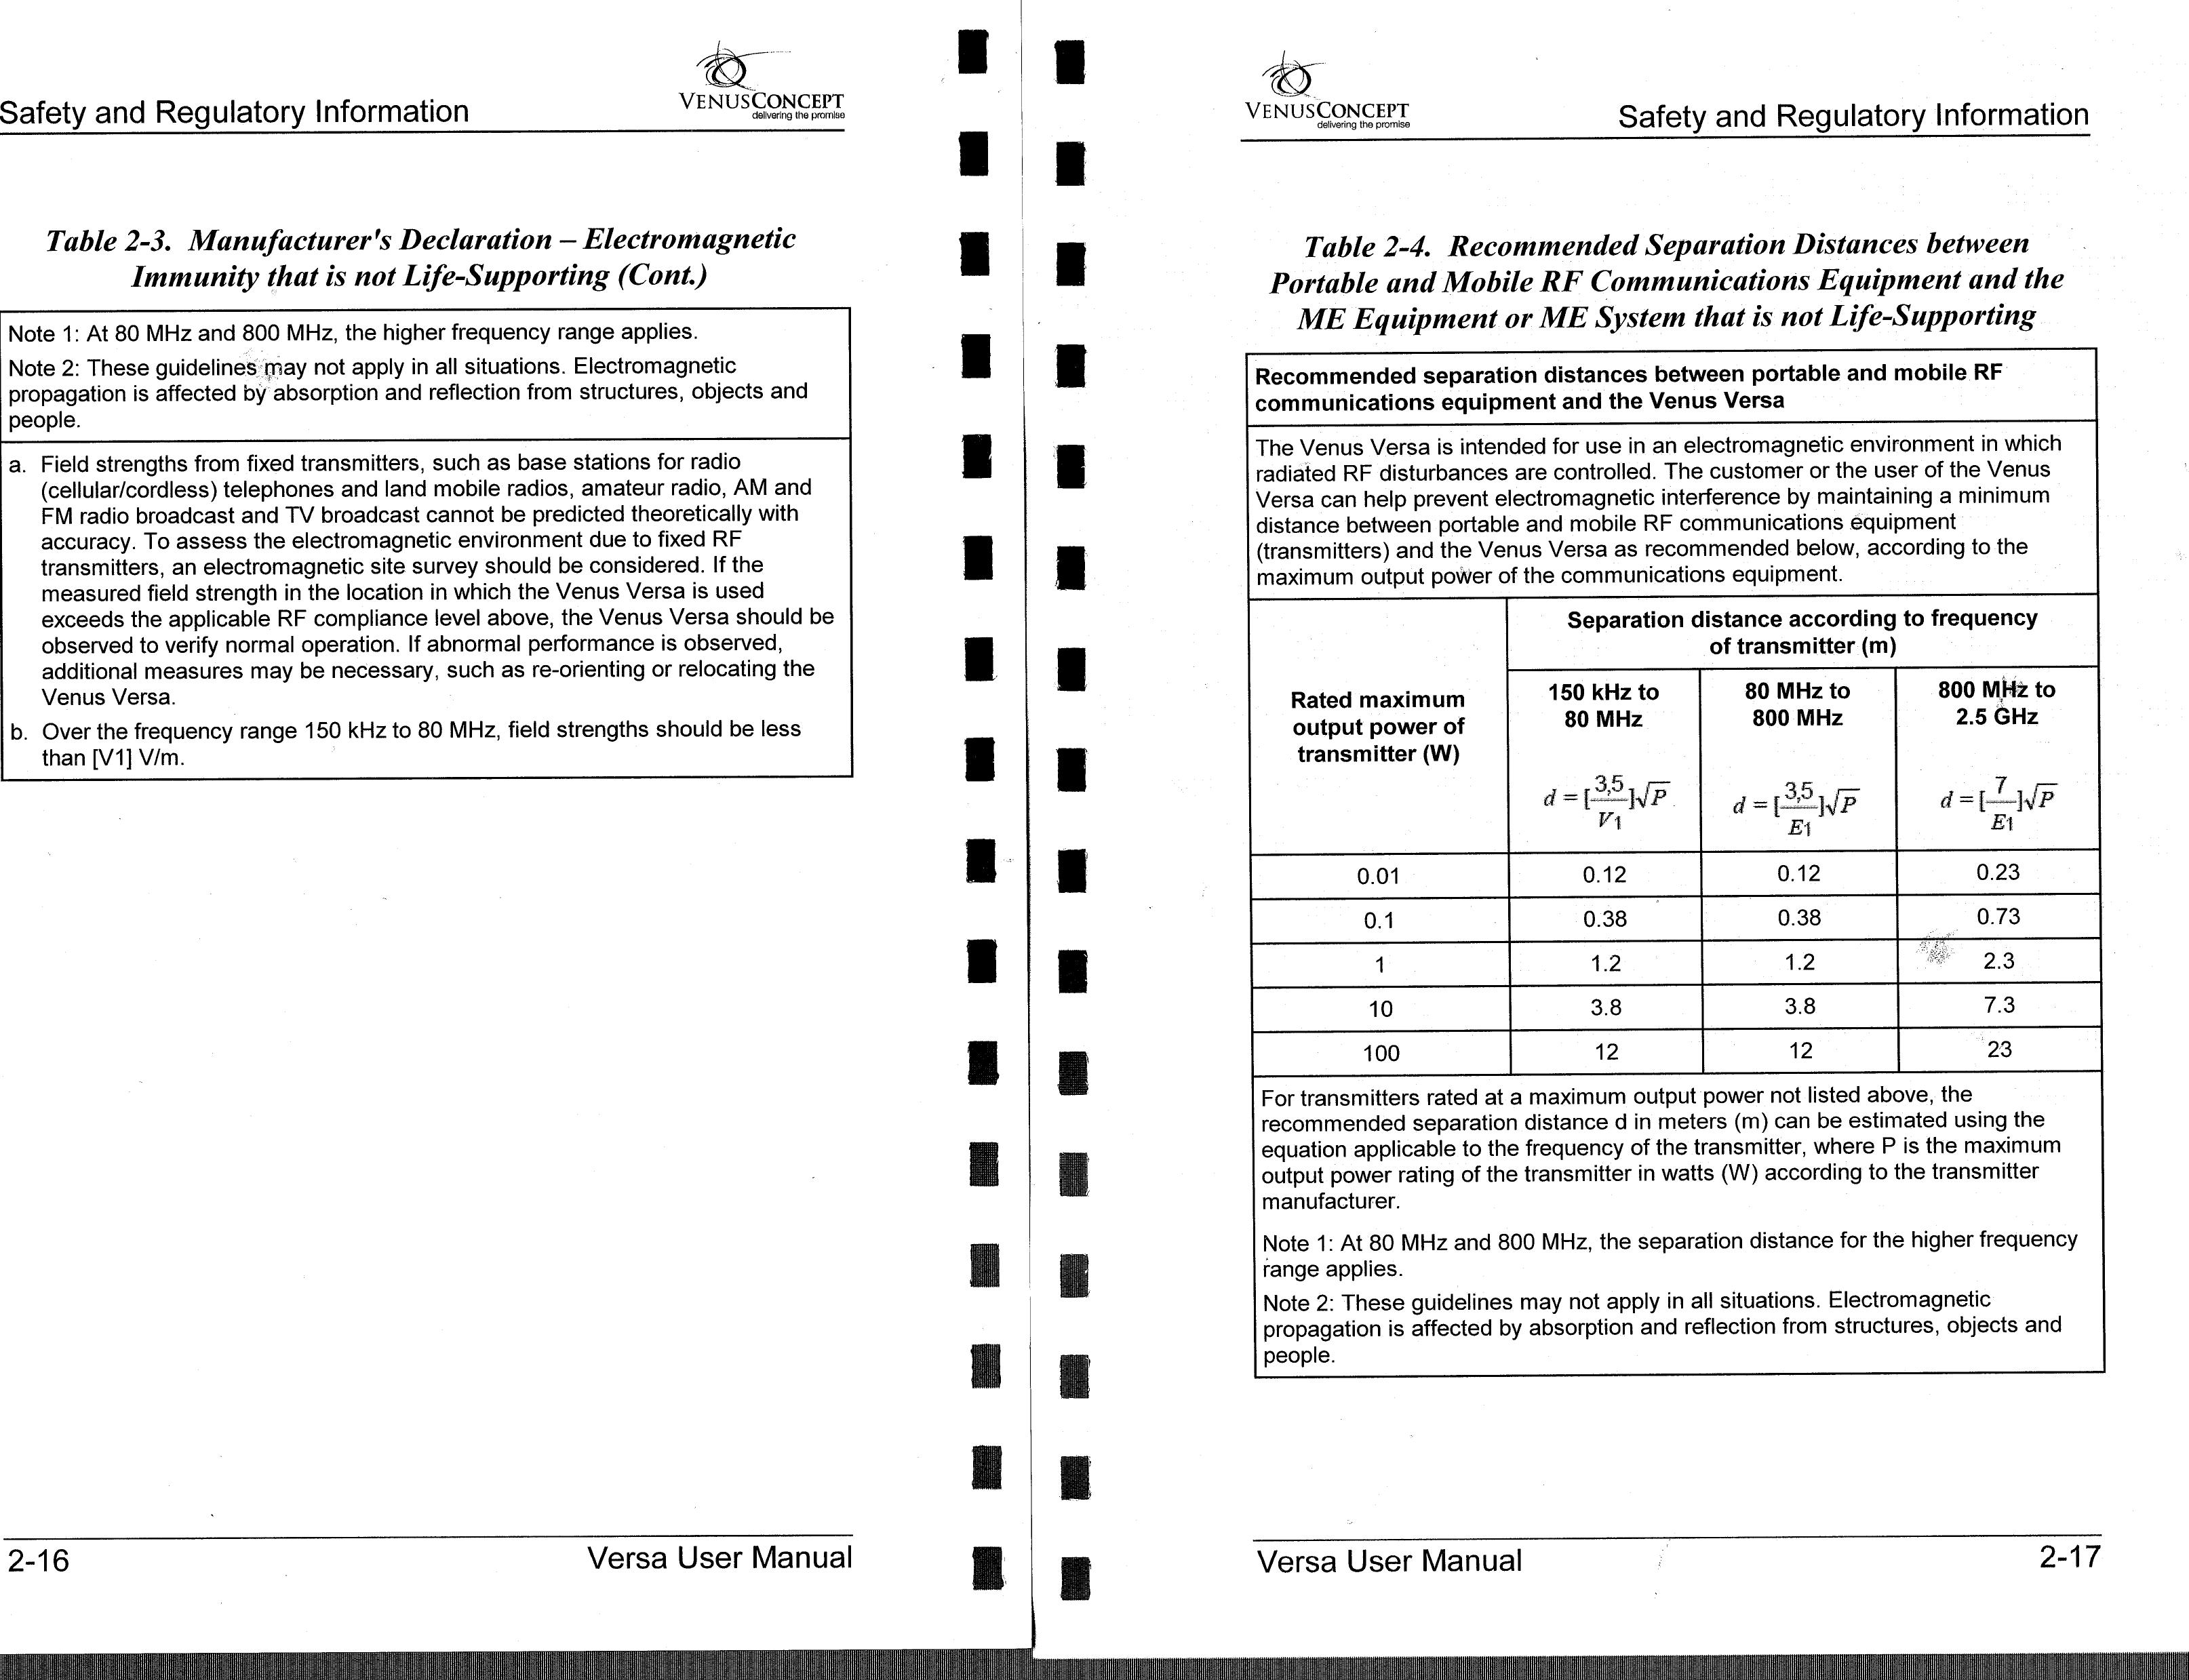 Safety and Regulatory Information
VENUSCONCEPT
delivering the promise
Table 2-3. Manufacturer's Declaration – Electromagnetic
Immunity that is not Life-Supporting (Cont.)
Note 1: At 80 MHz and 800 MHz, the higher frequency range applies.
Note 2: These guidelines may not apply in all situations. Electromagnetic
propagation is affected by absorption and reflection from structures, objects and
people.
a. Field strengths from fixed transmitters, such as base stations for radio
(cellular/cordless) telephones and land mobile radios, amateur radio, AM and
FM radio broadcast and TV broadcast cannot be predicted theoretically with
accuracy. To assess the electromagnetic environment due to fixed RF
transmitters, an electromagnetic site survey should be considered. If the
measured field strength in the location in which the Venus Versa is used
exceeds the applicable RF compliance level above, the Venus Versa should be
observed to verify normal operation. If abnormal performance is observed,
additional measures may be necessary, such as re-orienting or relocating the
Venus Versa.
b. Over the frequency range 150 kHz to 80 MHz, field strengths should be less
than [V1] V/m.
2-16 Versa User Manual
VENUSCONCEPT
delivering the promise
Safety and Regulatory Information
Table 2-4. Recommended Separation Distances between
Portable and Mobile RF Communications Equipment and the
ME Equipment or ME System that is not Life-Supporting
Recommended separation distances between portable and mobile RF
communications equipment and the Venus Versa
The Venus Versa is intended for use in an electromagnetic environment in which
radiated RF disturbances are controlled. The customer or the user of the Venus
Versa can help prevent electromagnetic interference by maintaining a minimum
distance between portable and mobile RF communications equipment
(transmitters) and the Venus Versa as recommended below, according to the
maximum output power of the communications equipment.
Rated maximum
output power of
transmitter (W)
Separation distance according to frequency
of transmitter (m)
150 kHz to
80 MHz
d = [3,5/V1]√P
80 MHz to
800 MHz
d = [3,5/E1]√P
800 MHz to
2.5 GHz
d = [7/E1]√P
0.01 0.12 0.12 0.23
0.1 0.38 0.38 0.73
1 1.2 1.2 2.3
10 3.8 3.8 7.3
100 12 12 23
For transmitters rated at a maximum output power not listed above, the
recommended separation distance d in meters (m) can be estimated using the
equation applicable to the frequency of the transmitter, where P is the maximum
output power rating of the transmitter in watts (W) according to the transmitter
manufacturer.
Note 1: At 80 MHz and 800 MHz, the separation distance for the higher frequency
range applies.
Note 2: These guidelines may not apply in all situations. Electromagnetic
propagation is affected by absorption and reflection from structures, objects and
people.
Versa User Manual 2-17